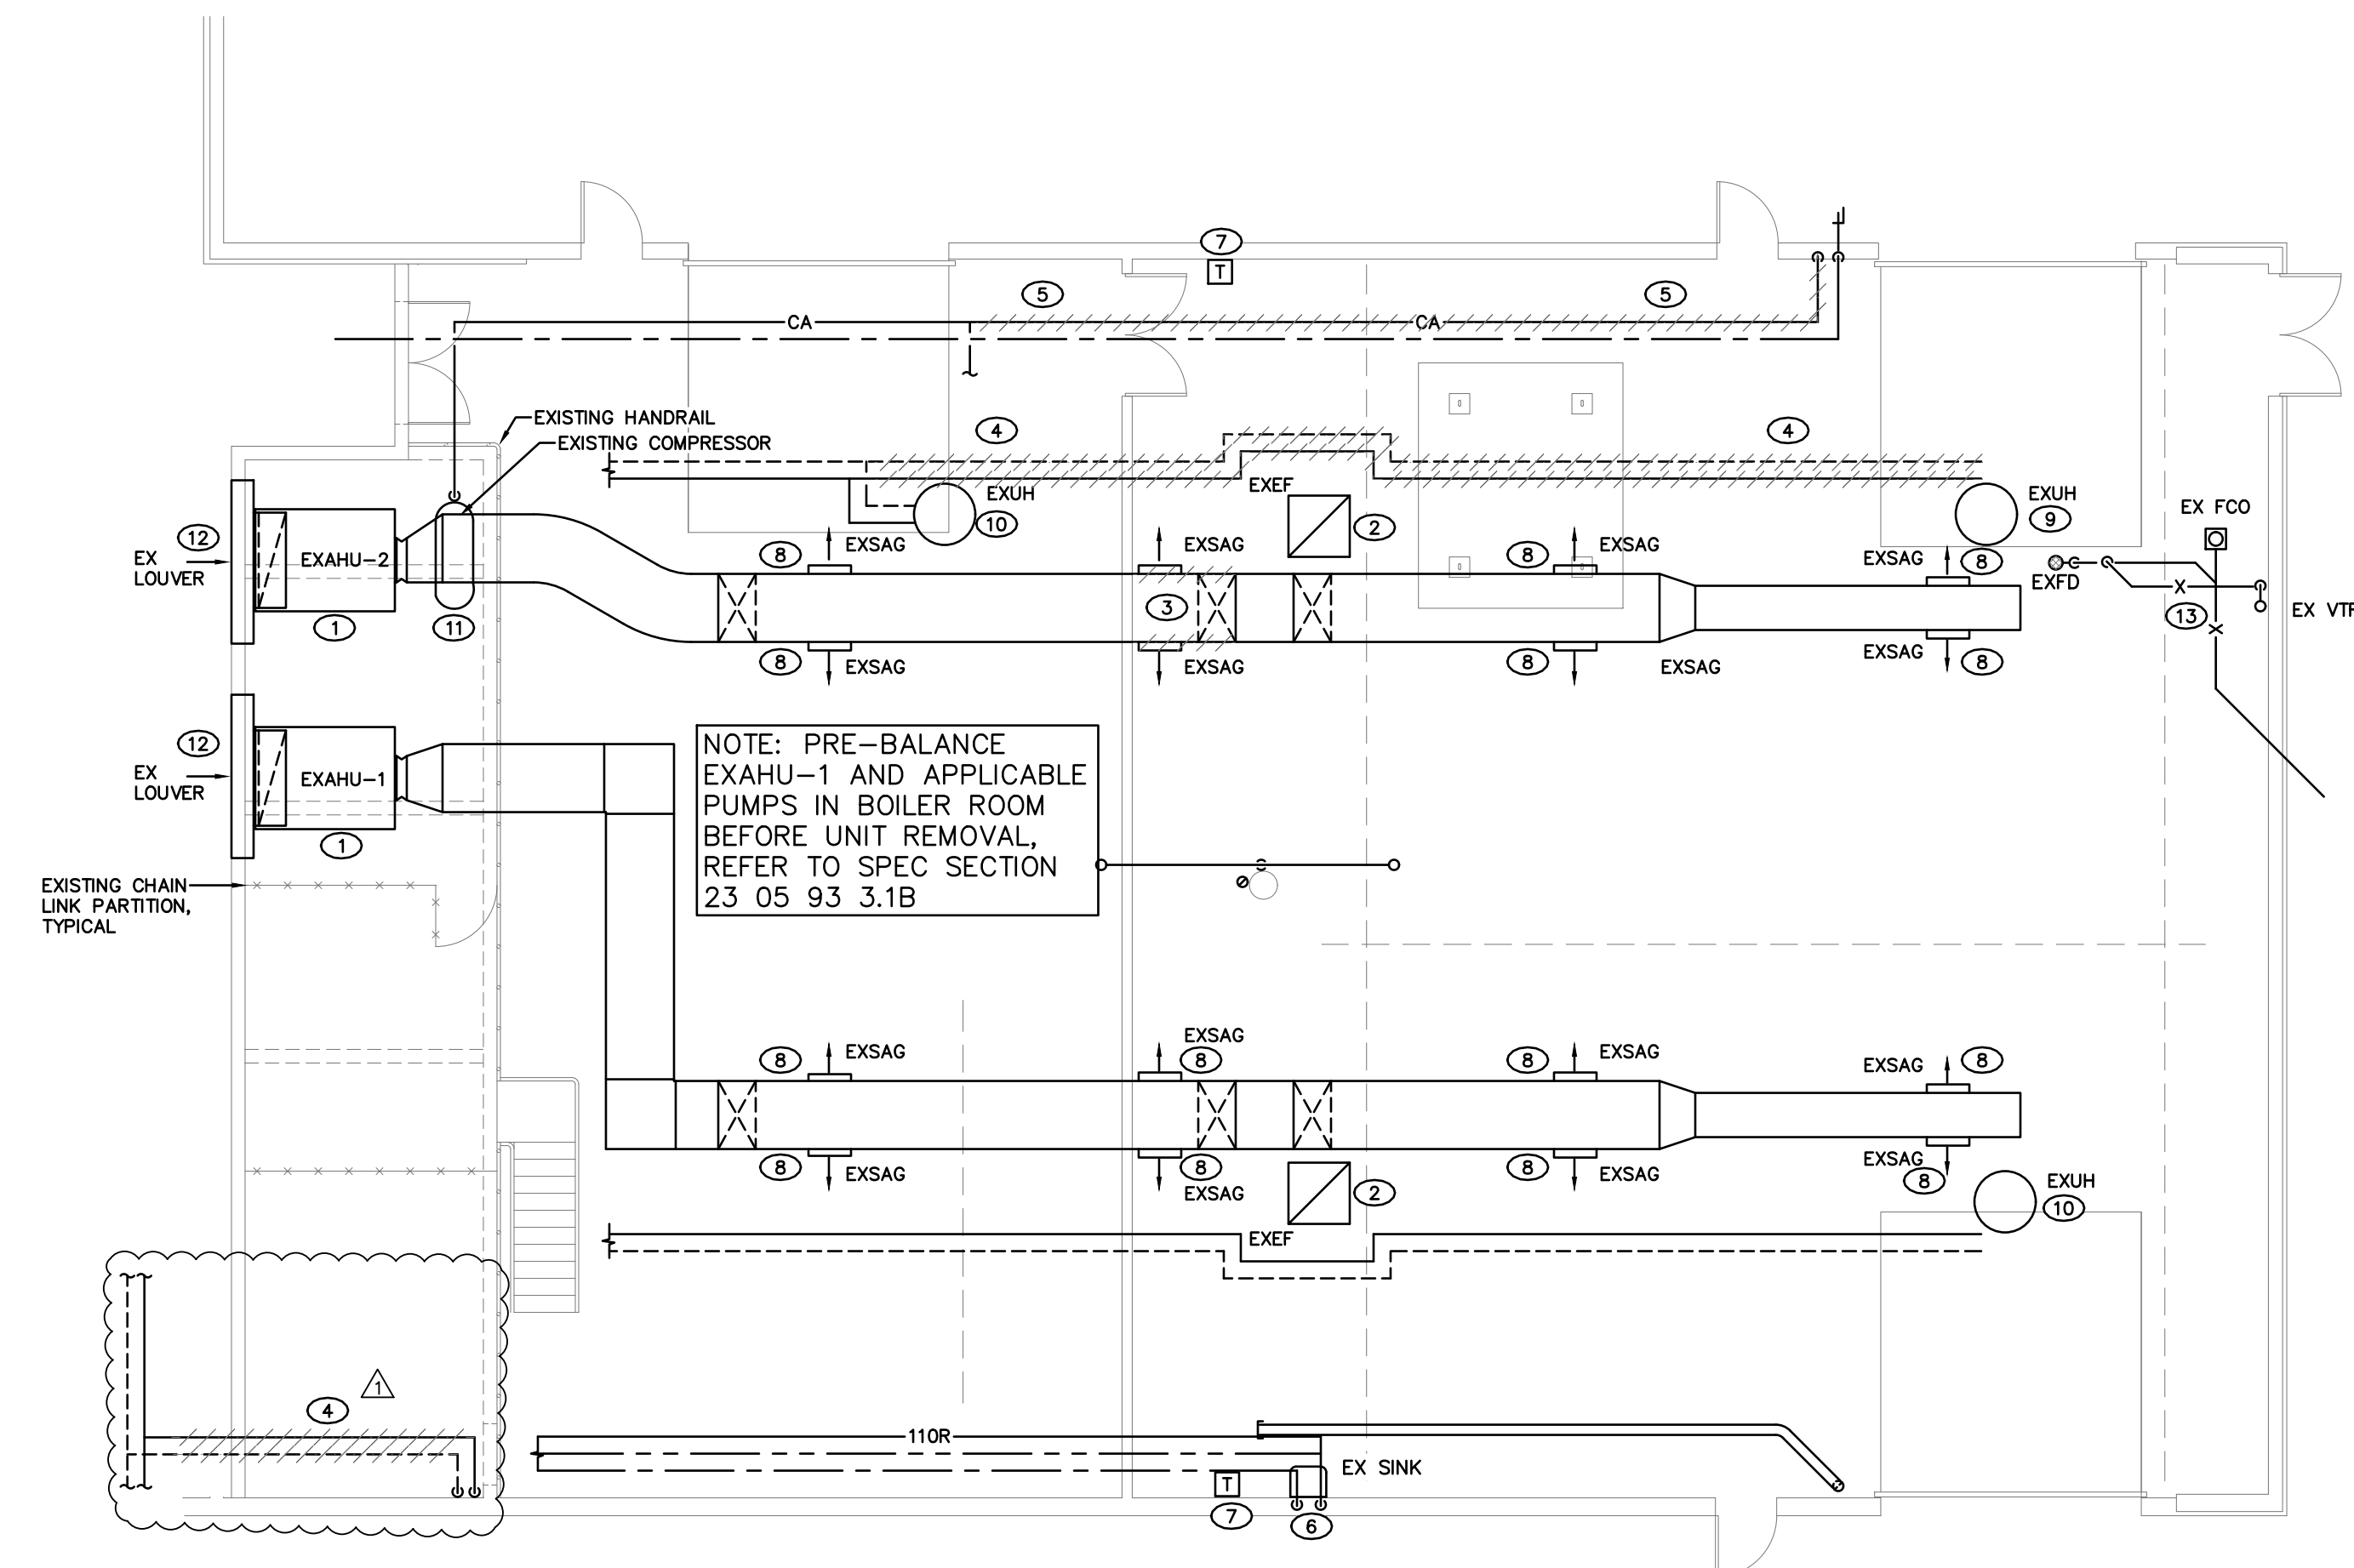 7
T
5
5
CA
CA
EXISTING HANDRAIL
EXISTING COMPRESSOR
4
4
EXEF
EXUH
10
EXUH
9
EX FCO
2
12
EX
LOUVER
EXAHU-2
1
11
8
EXSAG
EXSAG
8
EXSAG
EXSAG
8
EXFD
X
13
X
EX VTR
3
8
EXSAG
EXSAG
8
EXSAG
EXSAG
8
12
EX
LOUVER
EXAHU-1
1
NOTE: PRE-BALANCE
EXAHU-1 AND APPLICABLE
PUMPS IN BOILER ROOM
BEFORE UNIT REMOVAL,
REFER TO SPEC SECTION
23 05 93 3.1B
EXISTING CHAIN
LINK PARTITION,
TYPICAL
8
EXSAG
EXSAG
8
8
EXSAG
EXSAG
8
8
EXSAG
8
EXSAG
8
EXSAG
EXSAG
8
2
EXUH
10
EXEF
1
4
110R
EX SINK
T
7
6